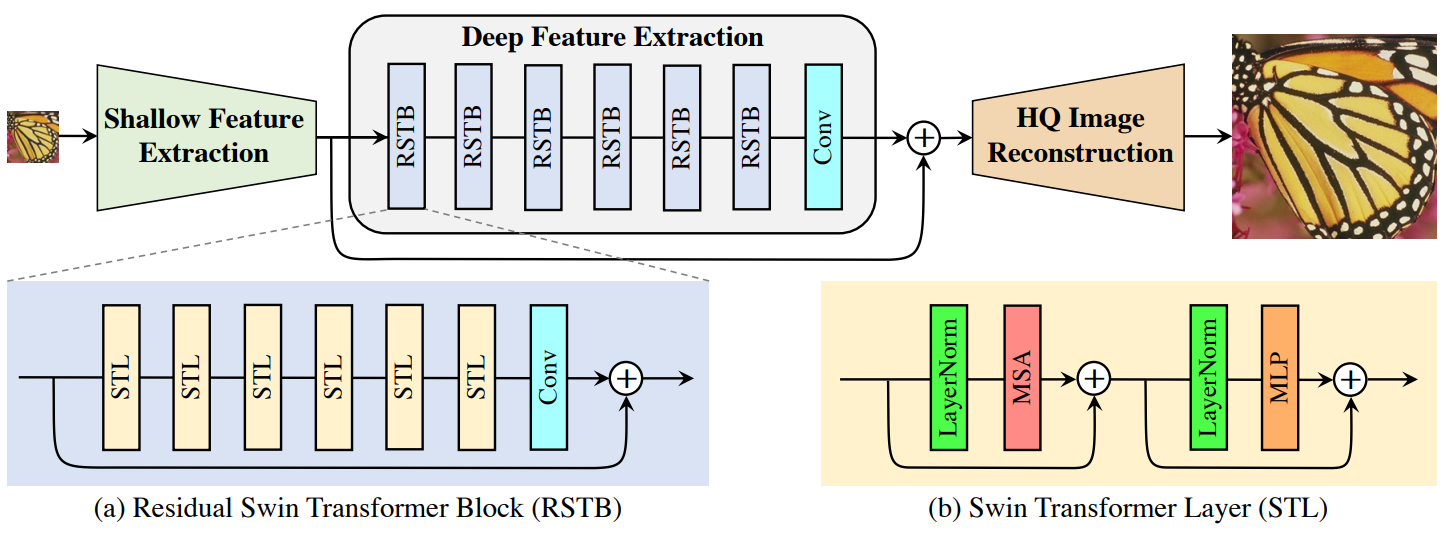 Deep Feature Extraction
Shallow Feature
Extraction
RSTB
RSTB
RSTB
RSTB
RSTB
RSTB
Conv
+
HQ Image
Reconstruction
STL
STL
STL
STL
STL
STL
Conv
+
(a) Residual Swin Transformer Block (RSTB)
LayerNorm
MSA
+
LayerNorm
MLP
+
(b) Swin Transformer Layer (STL)